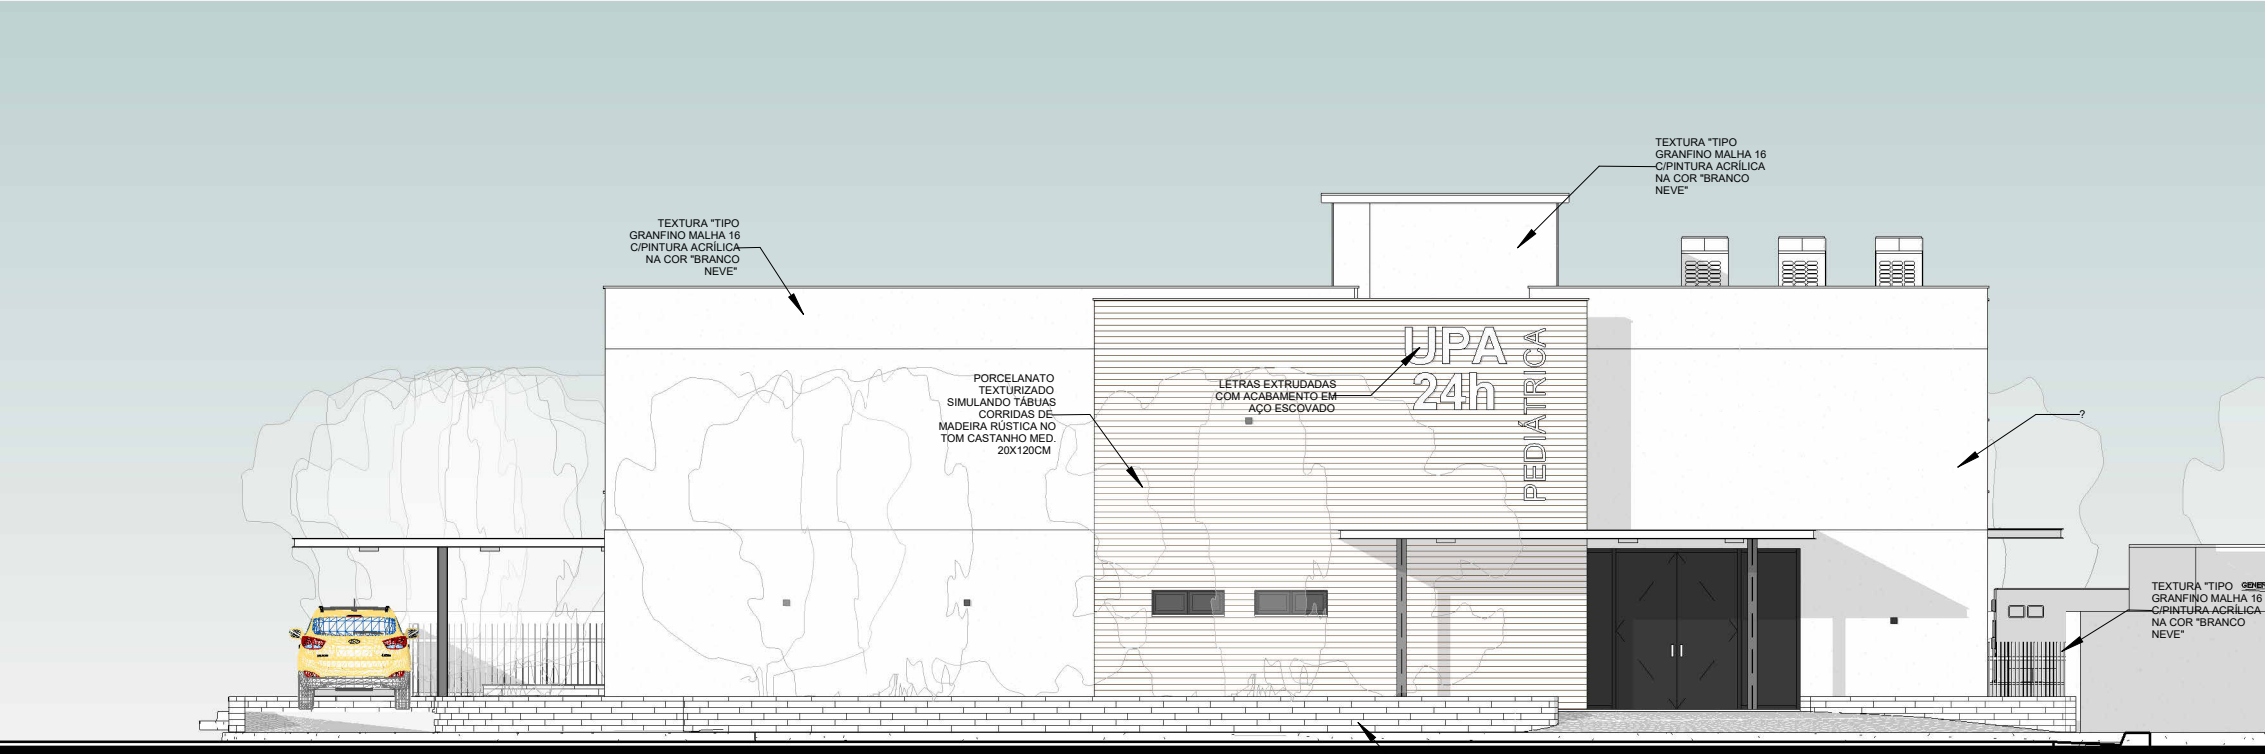 TEXTURA "TIPO
GRANFINO MALHA 16
C/PINTURA ACRÍLICA
NA COR "BRANCO
NEVE"
TEXTURA "TIPO
GRANFINO MALHA 16
C/PINTURA ACRÍLICA
NA COR "BRANCO
NEVE"
PORCELANATO
TEXTURIZADO
SIMULANDO TÁBUAS
CORRIDAS DE
MADEIRA RÚSTICA NO
TOM CASTANHO MED.
20X120CM
LETRAS EXTRUDADAS
COM ACABAMENTO EM
AÇO ESCOVADO
UPA
24h
PEDIÁTRICA
?
TEXTURA "TIPO
GRANFINO MALHA 16
C/PINTURA ACRÍLICA
NA COR "BRANCO
NEVE"